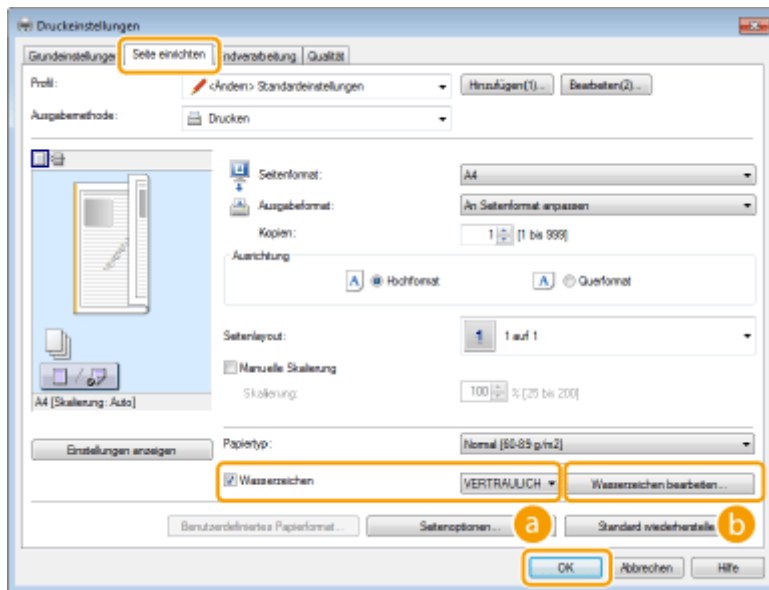 Druckeinstellungen
Grundeinstellungen Seite einrichten Endverarbeitung Qualität
Profil: <Ändern> Standardeinstellungen Hinzufügen(1)... Bearbeiten(2)...
Ausgabemethode: Drucken
Seitenformat: A4
Ausgabeformat: An Seitenformat anpassen
Kopien: 1 [1 bis 999]
Ausrichtung
A Hochformat A Querformat
Seitenlayout: 1 1 auf 1
Manuelle Skalierung
Skalierung: 100 % [25 bis 200]
A4 [Skalierung: Auto]
Einstellungen anzeigen
Papiertyp: Normal [60-89 g/m2]
Wasserzeichen VERTRAULICH Wasserzeichen bearbeiten...
Benutzerdefiniertes Papierformat... Seitenoptionen... a Standard wiederherstelle b
OK Abbrechen Hilfe